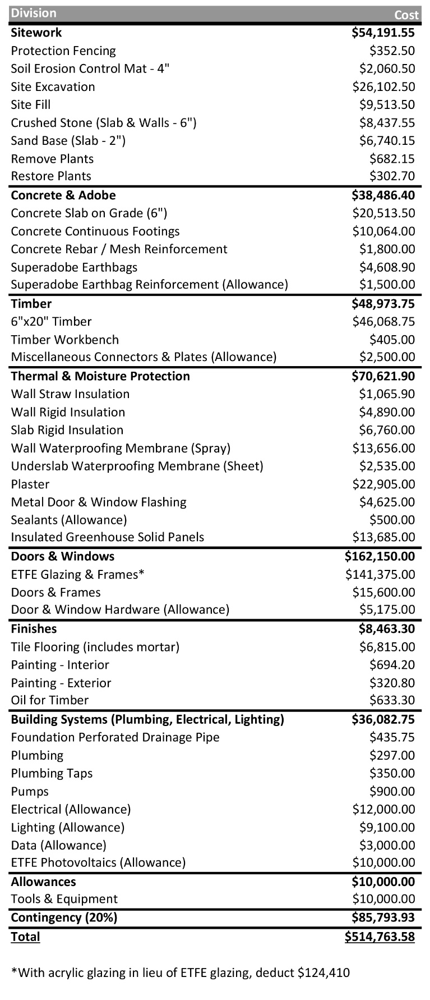 Division Cost
Sitework $54,191.55
Protection Fencing $352.50
Soil Erosion Control Mat - 4" $2,060.50
Site Excavation $26,102.50
Site Fill $9,513.50
Crushed Stone (Slab & Walls - 6") $8,437.55
Sand Base (Slab - 2") $6,740.15
Remove Plants $682.15
Restore Plants $302.70
Concrete & Adobe $38,486.40
Concrete Slab on Grade (6") $20,513.50
Concrete Continuous Footings $10,064.00
Concrete Rebar / Mesh Reinforcement $1,800.00
Superadobe Earthbags $4,608.90
Superadobe Earthbag Reinforcement (Allowance) $1,500.00
Timber $48,973.75
6"x20" Timber $46,068.75
Timber Workbench $405.00
Miscellaneous Connectors & Plates (Allowance) $2,500.00
Thermal & Moisture Protection $70,621.90
Wall Straw Insulation $1,065.90
Wall Rigid Insulation $4,890.00
Slab Rigid Insulation $6,760.00
Wall Waterproofing Membrane (Spray) $13,656.00
Underslab Waterproofing Membrane (Sheet) $2,535.00
Plaster $22,905.00
Metal Door & Window Flashing $4,625.00
Sealants (Allowance) $500.00
Insulated Greenhouse Solid Panels $13,685.00
Doors & Windows $162,150.00
ETFE Glazing & Frames* $141,375.00
Doors & Frames $15,600.00
Door & Window Hardware (Allowance) $5,175.00
Finishes $8,463.30
Tile Flooring (includes mortar) $6,815.00
Painting - Interior $694.20
Painting - Exterior $320.80
Oil for Timber $633.30
Building Systems (Plumbing, Electrical, Lighting) $36,082.75
Foundation Perforated Drainage Pipe $435.75
Plumbing $297.00
Plumbing Taps $350.00
Pumps $900.00
Electrical (Allowance) $12,000.00
Lighting (Allowance) $9,100.00
Data (Allowance) $3,000.00
ETFE Photovoltaics (Allowance) $10,000.00
Allowances $10,000.00
Tools & Equipment $10,000.00
Contingency (20%) $85,793.93
Total $514,763.58
*With acrylic glazing in lieu of ETFE glazing, deduct $124,410